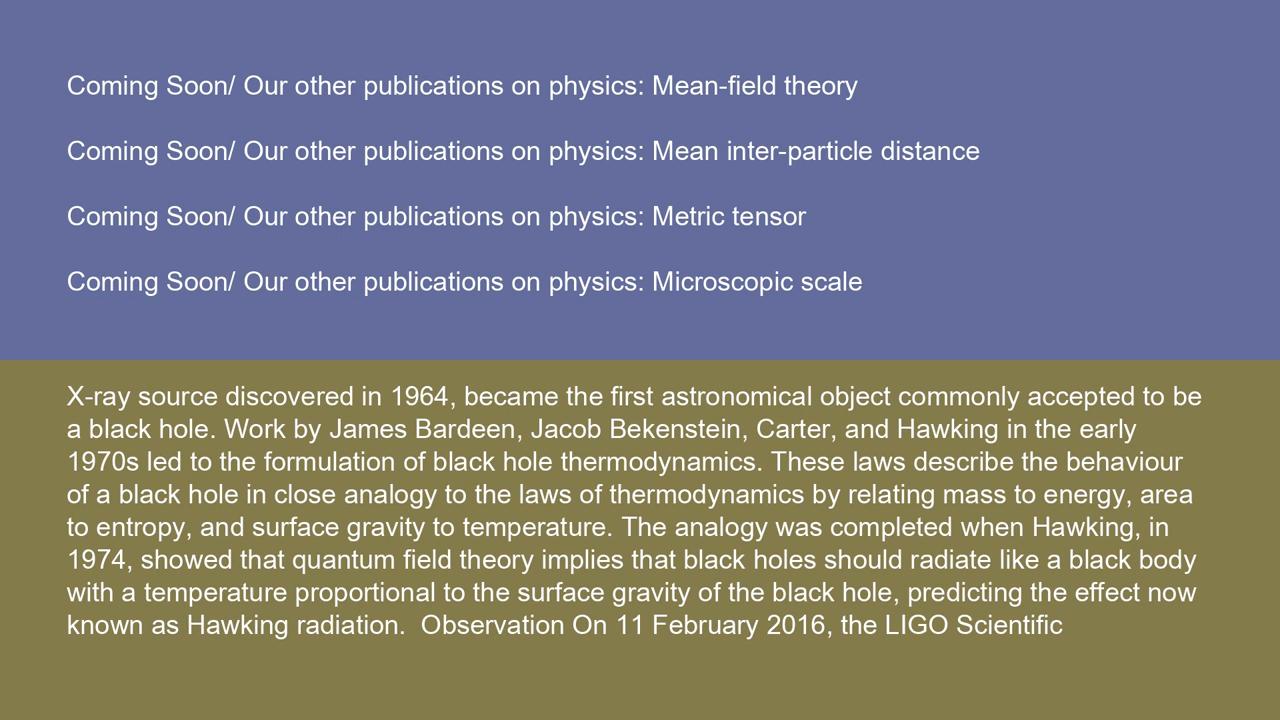 Coming Soon/ Our other publications on physics: Mean-field theory
Coming Soon/ Our other publications on physics: Mean inter-particle distance
Coming Soon/ Our other publications on physics: Metric tensor
Coming Soon/ Our other publications on physics: Microscopic scale
X-ray source discovered in 1964, became the first astronomical object commonly accepted to be
a black hole. Work by James Bardeen, Jacob Bekenstein, Carter, and Hawking in the early
1970s led to the formulation of black hole thermodynamics. These laws describe the behaviour
of a black hole in close analogy to the laws of thermodynamics by relating mass to energy, area
to entropy, and surface gravity to temperature. The analogy was completed when Hawking, in
1974, showed that quantum field theory implies that black holes should radiate like a black body
with a temperature proportional to the surface gravity of the black hole, predicting the effect now
known as Hawking radiation.  Observation On 11 February 2016, the LIGO Scientific